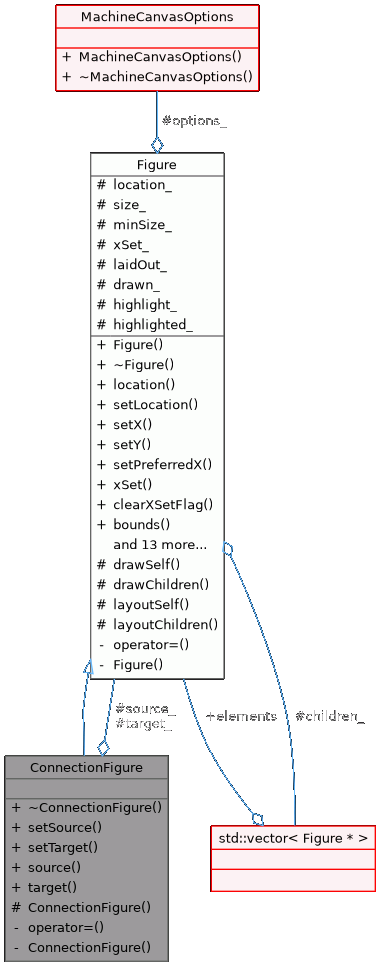 MachineCanvasOptions
+ MachineCanvasOptions()
+ ~MachineCanvasOptions()
#options_
Figure
# location_
# size_
# minSize_
# xSet_
# laidOut_
# drawn_
# highlight_
# highlighted_
+ Figure()
+ ~Figure()
+ location()
+ setLocation()
+ setX()
+ setY()
+ setPreferredX()
+ xSet()
+ clearXSetFlag()
+ bounds()
and 13 more...
# drawSelf()
# drawChildren()
# layoutSelf()
# layoutChildren()
- operator=()
- Figure()
#source_
#target_
+elements
#children_
ConnectionFigure
+ ~ConnectionFigure()
+ setSource()
+ setTarget()
+ source()
+ target()
# ConnectionFigure()
- operator=()
- ConnectionFigure()
std::vector< Figure * >